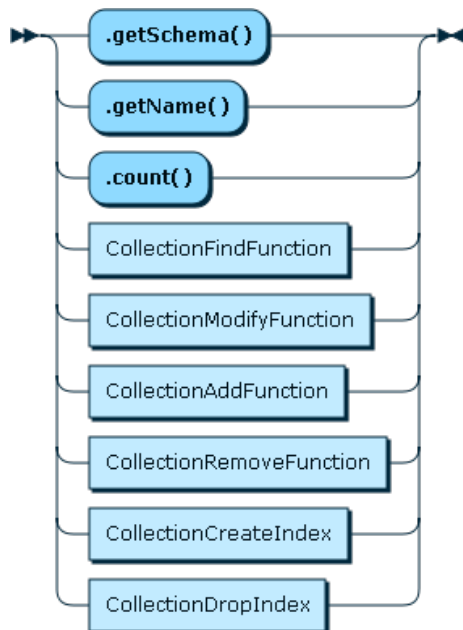 .getSchema()
.getName()
.count()
CollectionFindFunction
CollectionModifyFunction
CollectionAddFunction
CollectionRemoveFunction
CollectionCreateIndex
CollectionDropIndex